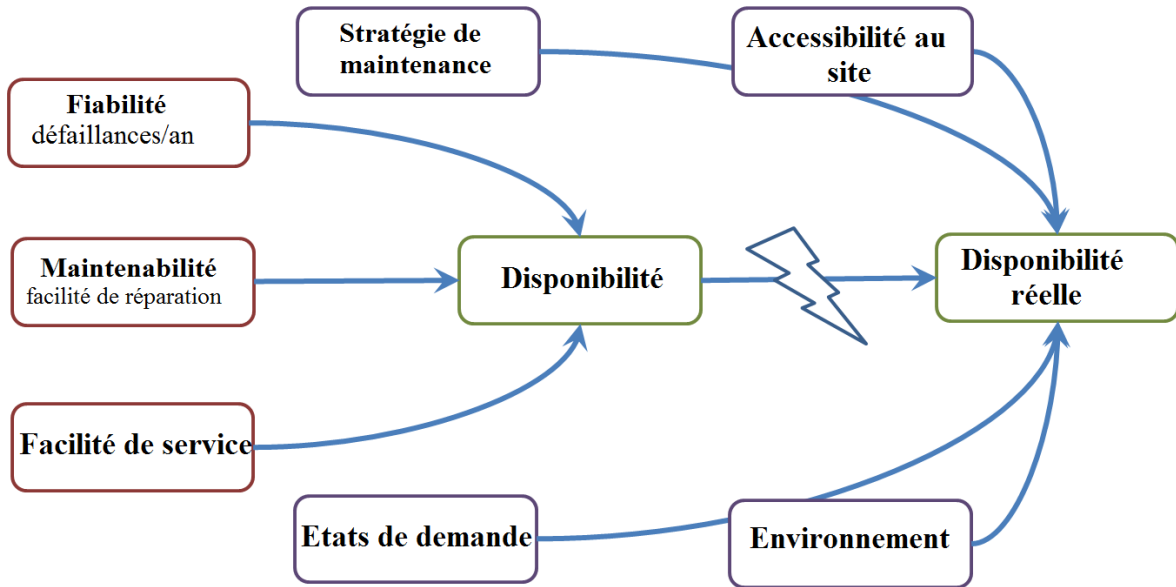 Stratégie de
maintenance
Accessibilité au
site
Fiabilité
défaillances/an
Maintenabilité
facilité de réparation
Disponibilité
Disponibilité
réelle
Facilité de service
Etats de demande
Environnement